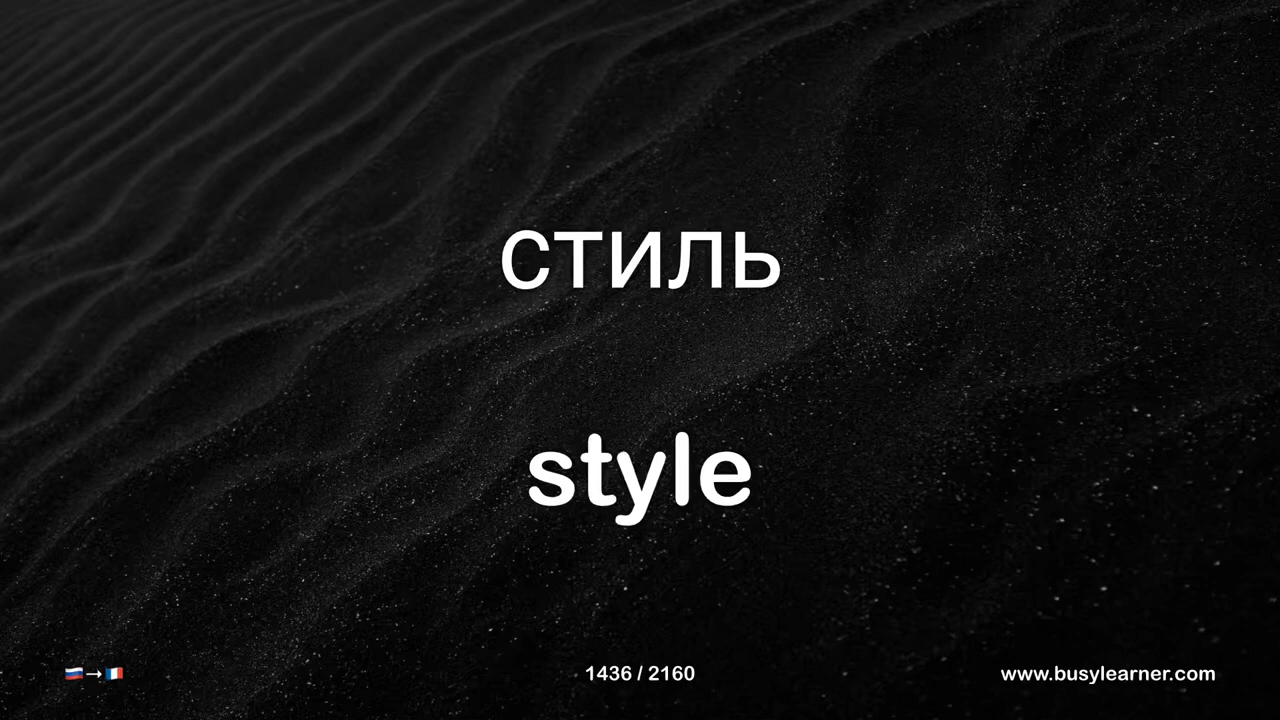 стиль
style
🇷🇺→🇫🇷
1436 / 2160
www.busylearner.com